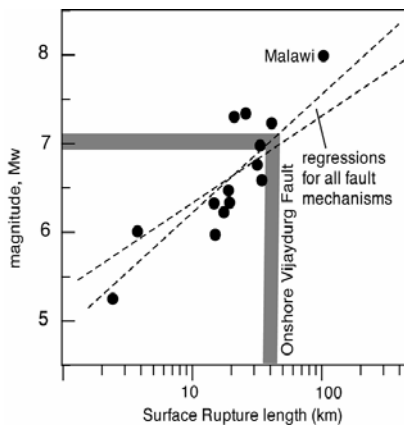 8
Malawi
7
regressions
for all fault
mechanisms
magnitude, Mw
Onshore Vijaydurg Fault
6
5
10
100
Surface Rupture length (km)